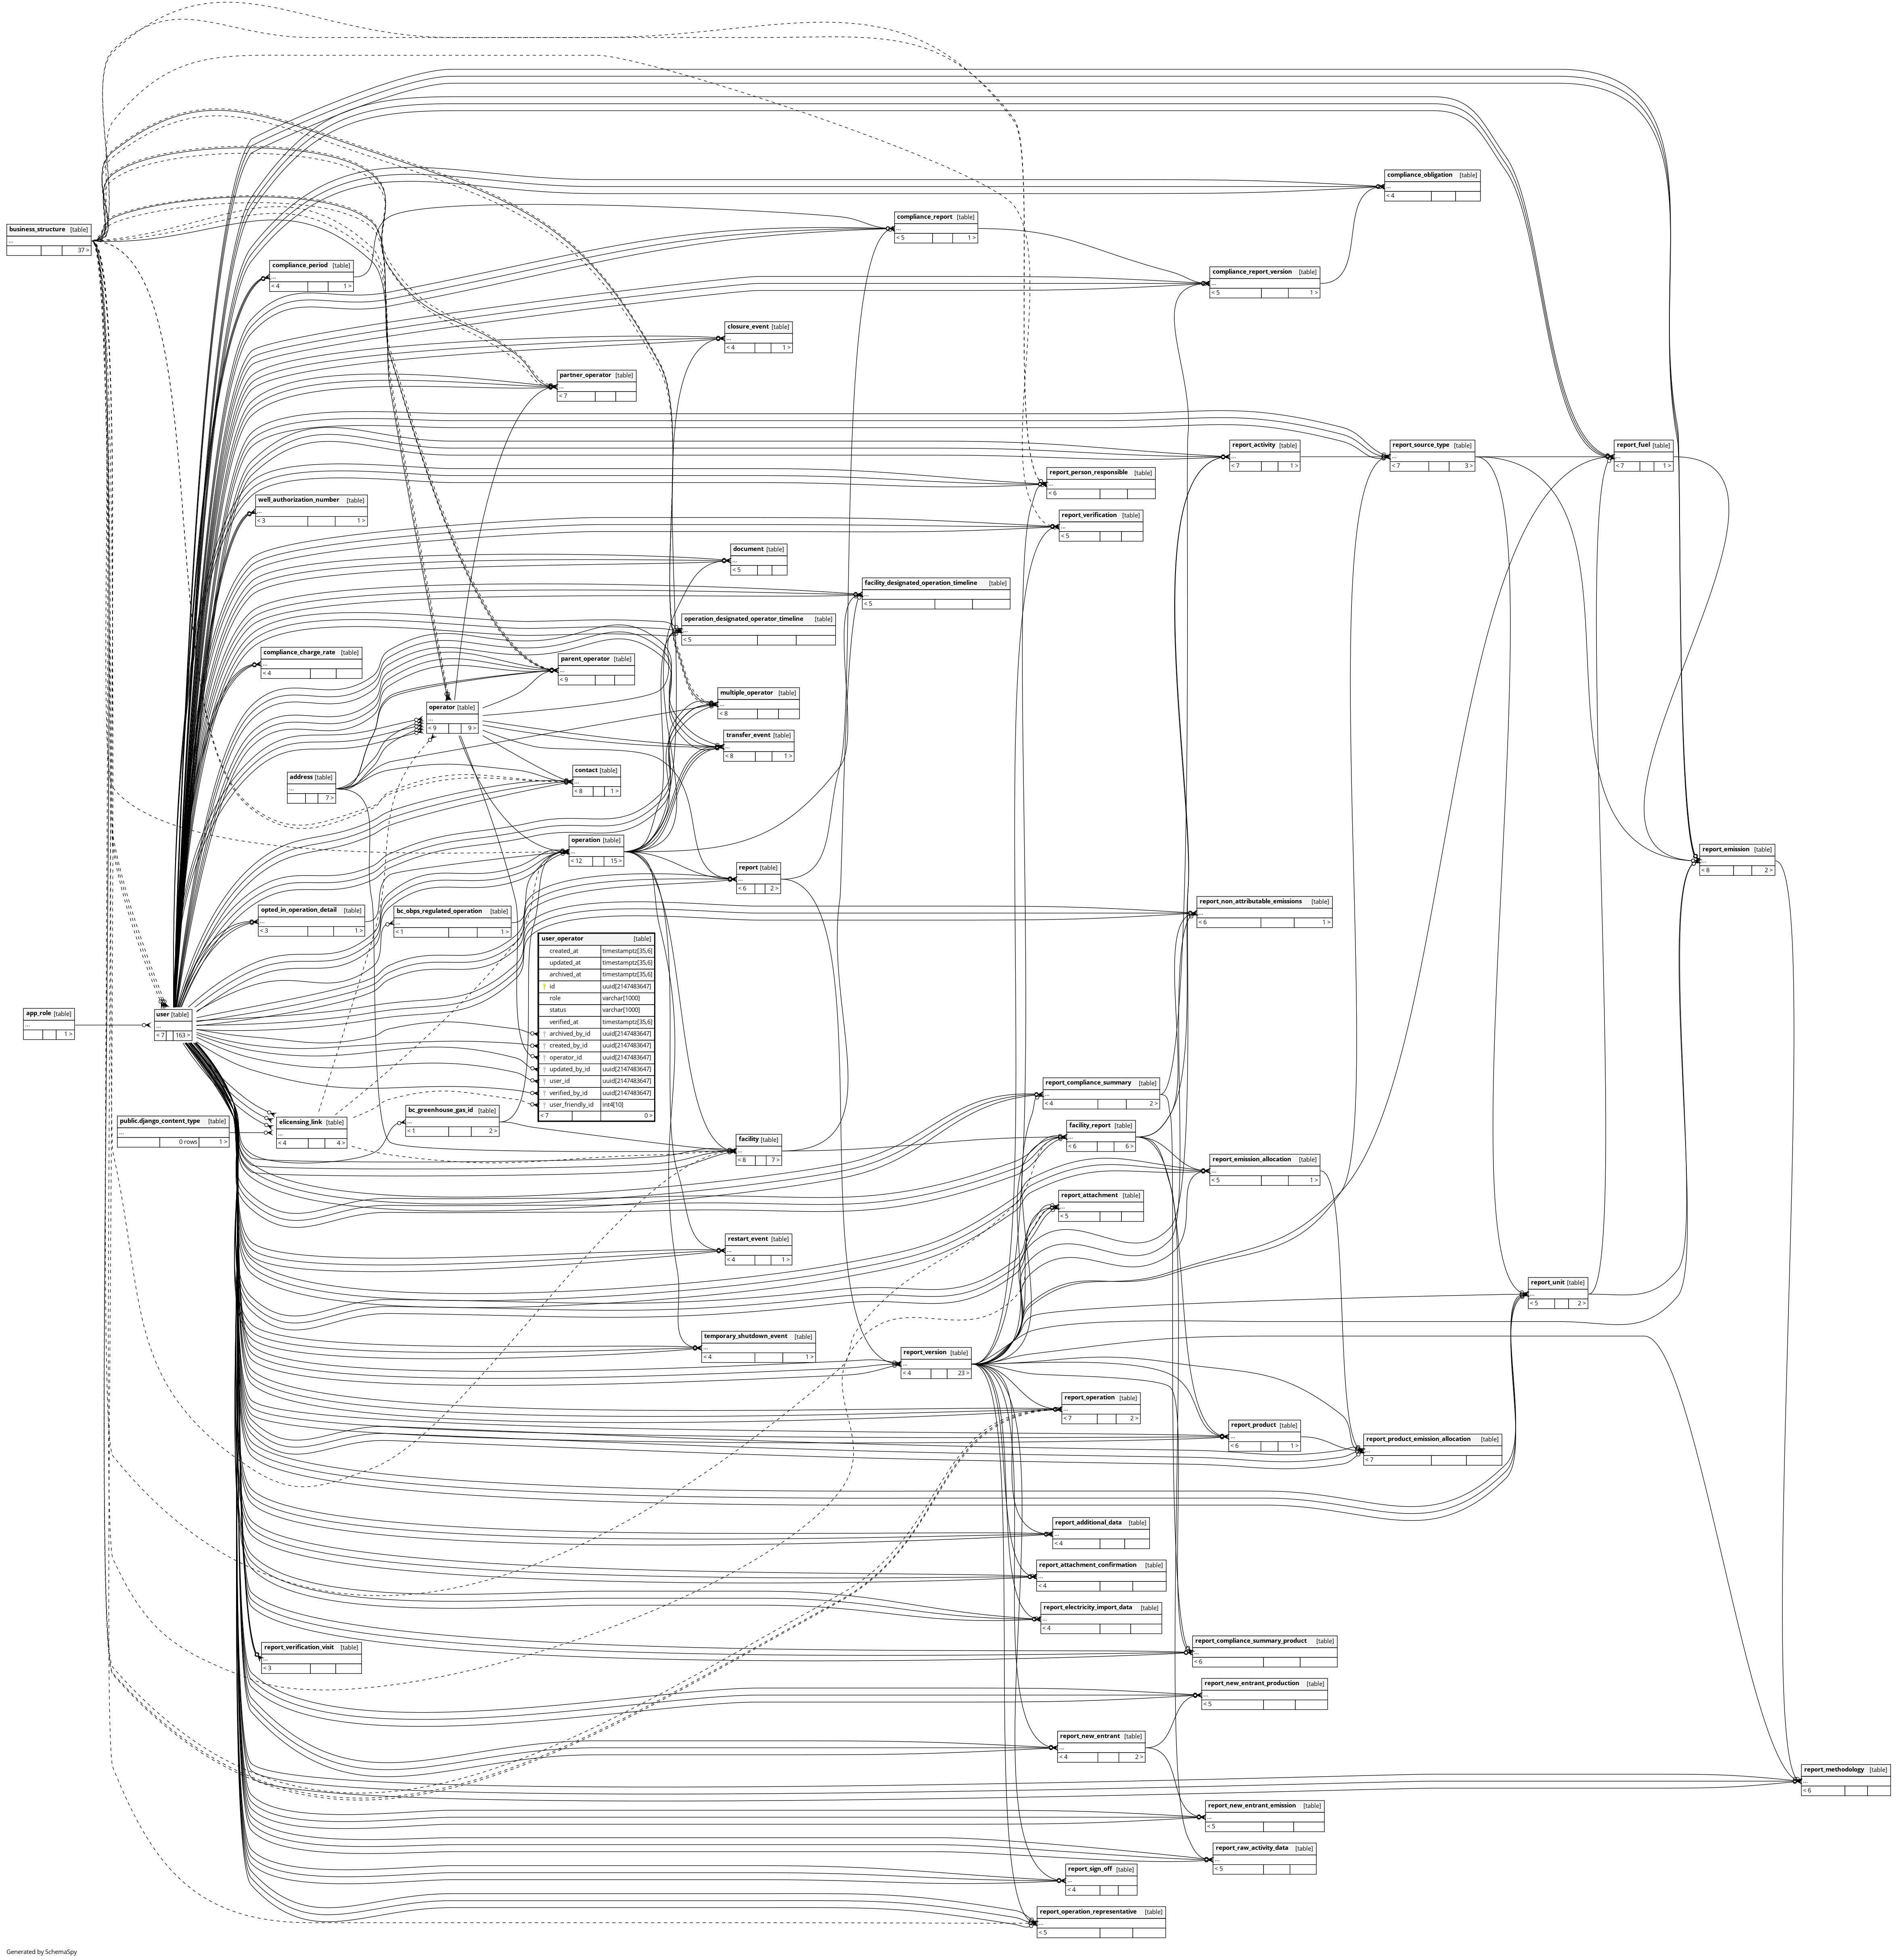 compliance_obligation [table]
...
< 4
compliance_report [table]
...
< 5 1 >
business_structure [table]
...
37 >
compliance_period [table]
...
< 4 1 >
compliance_report_version [table]
...
< 5 1 >
closure_event [table]
...
< 4 1 >
partner_operator [table]
...
< 7
report_activity [table]
...
< 7 1 >
report_source_type [table]
...
< 7 3 >
report_fuel [table]
...
< 7 1 >
report_person_responsible [table]
...
< 6
well_authorization_number [table]
...
< 3 1 >
report_verification [table]
...
< 5
document [table]
...
< 5
facility_designated_operation_timeline [table]
...
< 5
operation_designated_operator_timeline [table]
...
< 5
compliance_charge_rate [table]
...
< 4
parent_operator [table]
...
< 9
multiple_operator [table]
...
< 8
operator [table]
...
< 9 9 >
transfer_event [table]
...
< 8 1 >
address [table]
...
7 >
contact [table]
...
< 8 1 >
operation [table]
...
< 12 15 >
report_emission [table]
...
< 8 2 >
report [table]
...
< 6 2 >
report_non_attributable_emissions [table]
...
< 6 1 >
opted_in_operation_detail [table]
...
< 3 1 >
bc_obps_regulated_operation [table]
...
< 1 1 >
user_operator [table]
created_at timestamptz[35,6]
updated_at timestamptz[35,6]
archived_at timestamptz[35,6]
id uuid[2147483647]
role varchar[1000]
status varchar[1000]
verified_at timestamptz[35,6]
archived_by_id uuid[2147483647]
created_by_id uuid[2147483647]
operator_id uuid[2147483647]
updated_by_id uuid[2147483647]
user_id uuid[2147483647]
verified_by_id uuid[2147483647]
user_friendly_id int4[10]
< 7 0 >
app_role [table]
...
1 >
user [table]
...
< 7 163 >
report_compliance_summary [table]
...
< 4 2 >
bc_greenhouse_gas_id [table]
...
< 1 2 >
public.django_content_type [table]
...
0 rows 1 >
elicensing_link [table]
...
< 4 4 >
facility_report [table]
...
< 6 6 >
facility [table]
...
< 8 7 >
report_emission_allocation [table]
...
< 5 1 >
report_attachment [table]
...
< 5
restart_event [table]
...
< 4 1 >
report_unit [table]
...
< 5 2 >
temporary_shutdown_event [table]
...
< 4 1 >
report_version [table]
...
< 4 23 >
report_operation [table]
...
< 7 2 >
report_product [table]
...
< 6 1 >
report_product_emission_allocation [table]
...
< 7
report_additional_data [table]
...
< 4
report_attachment_confirmation [table]
...
< 4
report_electricity_import_data [table]
...
< 4
report_compliance_summary_product [table]
...
< 6
report_verification_visit [table]
...
< 3
report_new_entrant_production [table]
...
< 5
report_new_entrant [table]
...
< 4 2 >
report_methodology [table]
...
< 6
report_new_entrant_emission [table]
...
< 5
report_raw_activity_data [table]
...
< 5
report_sign_off [table]
...
< 4
report_operation_representative [table]
...
< 5
Generated by SchemaSpy